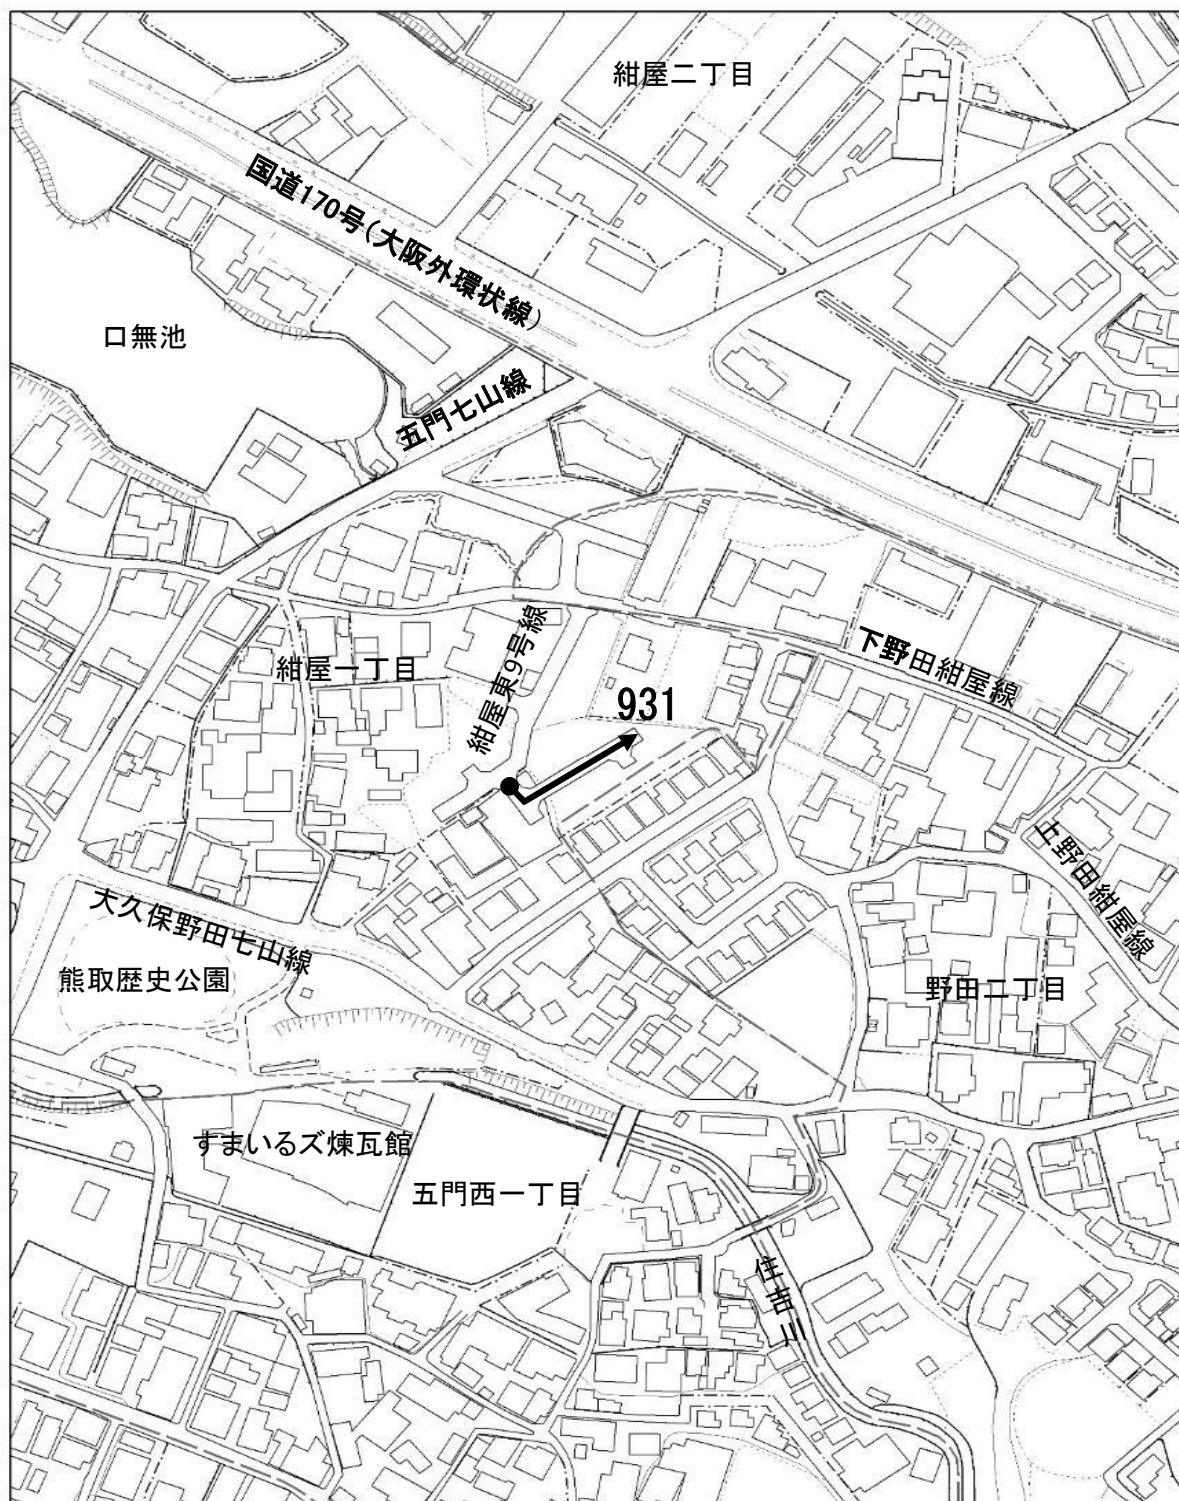 紺屋二丁目
国道170号(大阪外環状線)
口無池
五門七山線
紺屋東9号線
下野田紺屋線
紺屋一丁目
931
上野田紺屋線
大久保野田七山線
熊取歴史公園
野田二丁目
すまいるズ煉瓦館
五門西一丁目
住吉川